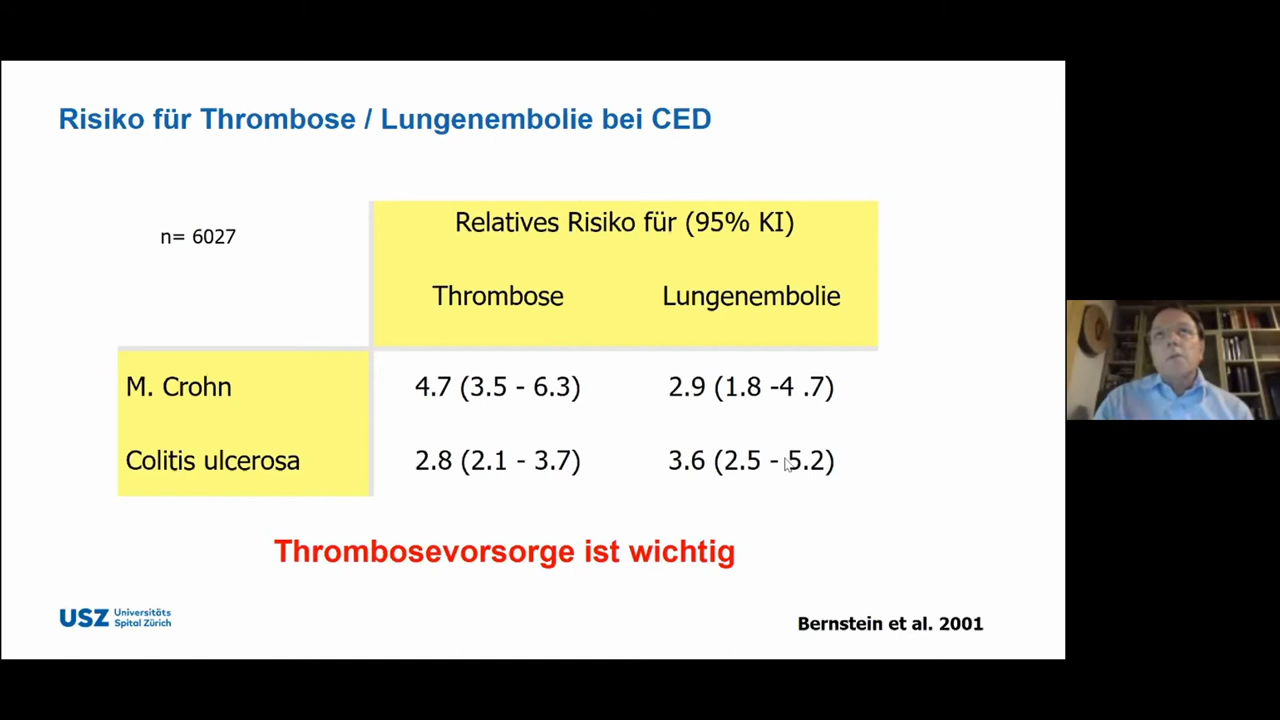 Risiko für Thrombose / Lungenembolie bei CED
n= 6027
Relatives Risiko für (95% KI)
Thrombose Lungenembolie
M. Crohn 4.7 (3.5 - 6.3) 2.9 (1.8 -4 .7)
Colitis ulcerosa 2.8 (2.1 - 3.7) 3.6 (2.5 - 5.2)
Thrombosevorsorge ist wichtig
USZ Universitäts
Spital Zürich
Bernstein et al. 2001